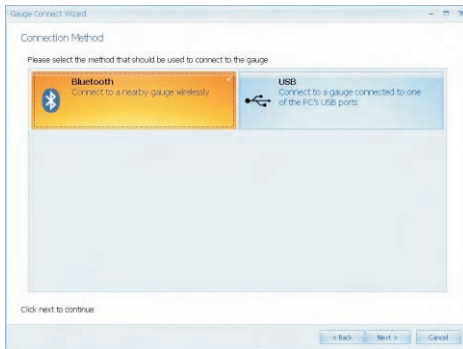 Gauge Connect Wizard
Connection Method
Please select the method that should be used to connect to the gauge
Bluetooth
Connect to a nearby gauge wirelessly
USB
Connect to a gauge connected to one
of the PC's USB ports
Click next to continue
< Back
Next >
Cancel